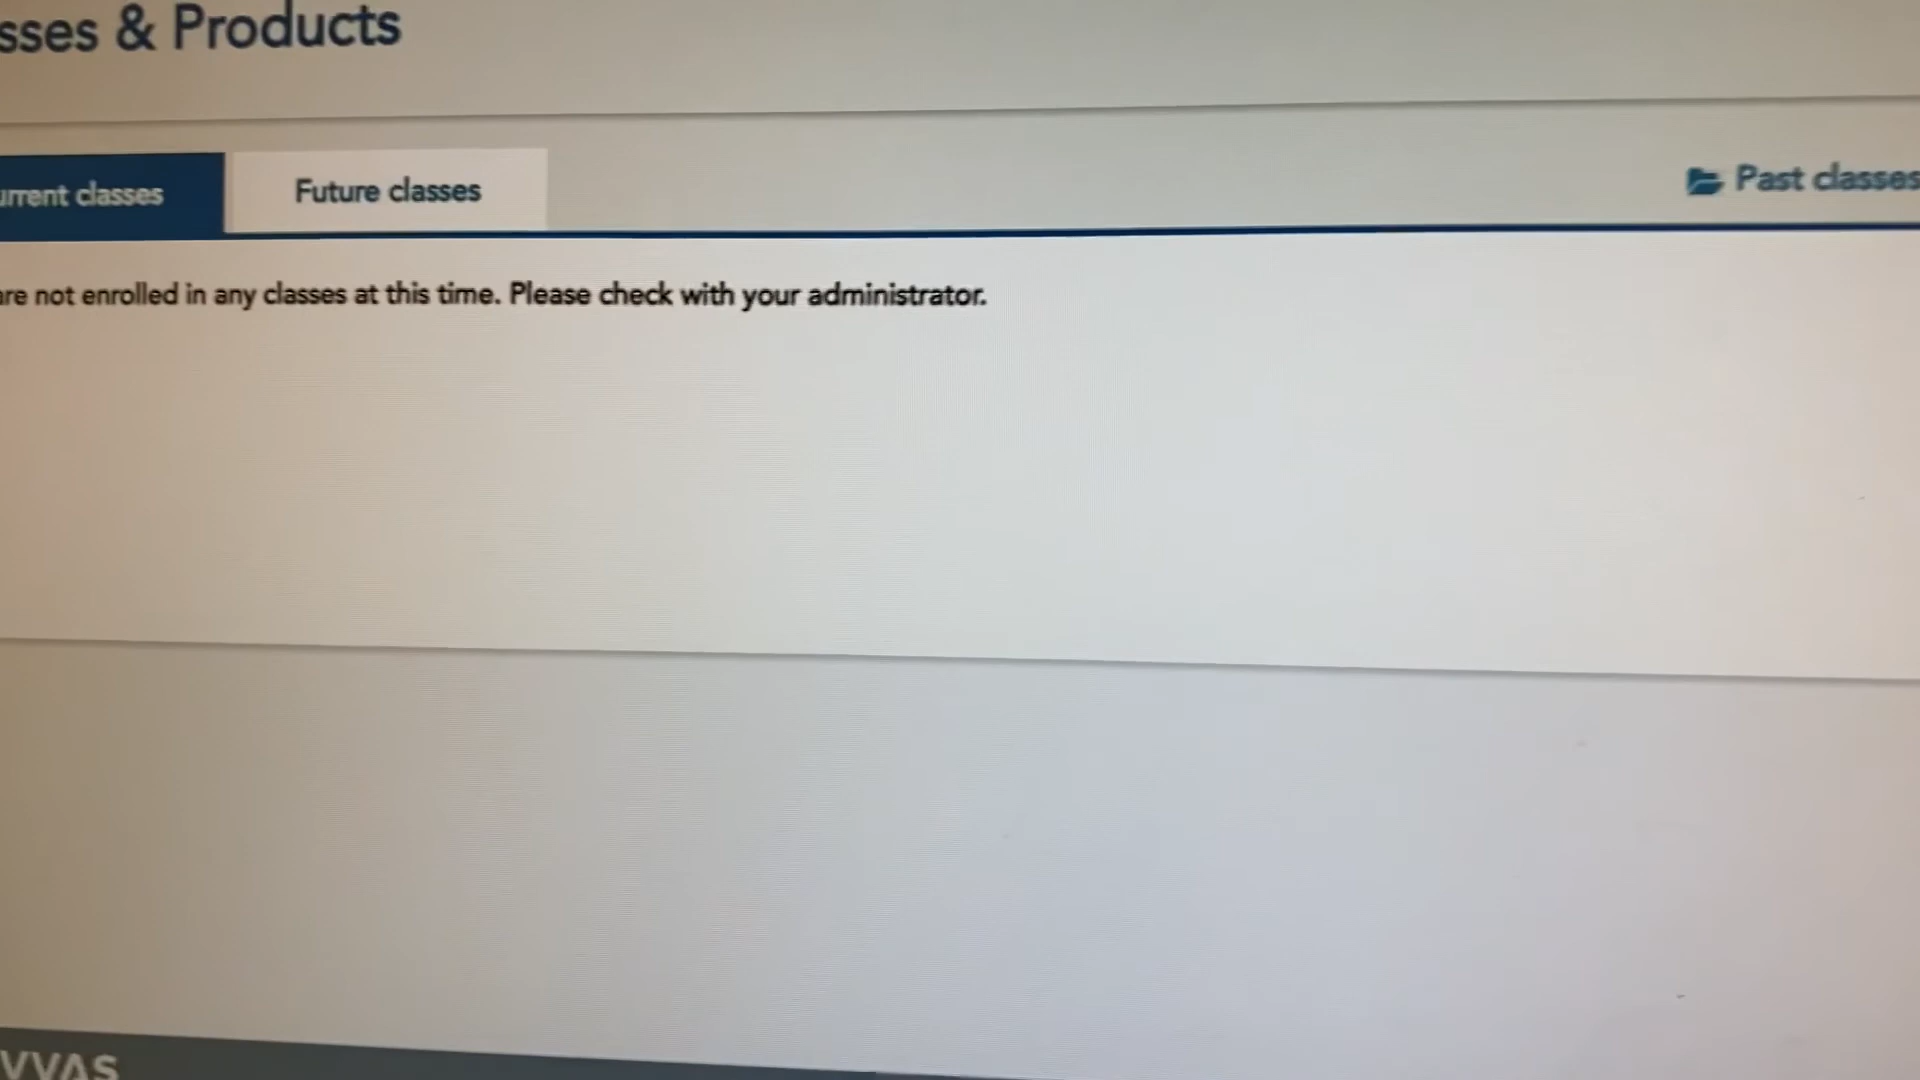 sses & Products
urrent classes
Future classes
Past classes
are not enrolled in any classes at this time. Please check with your administrator.
VVAS